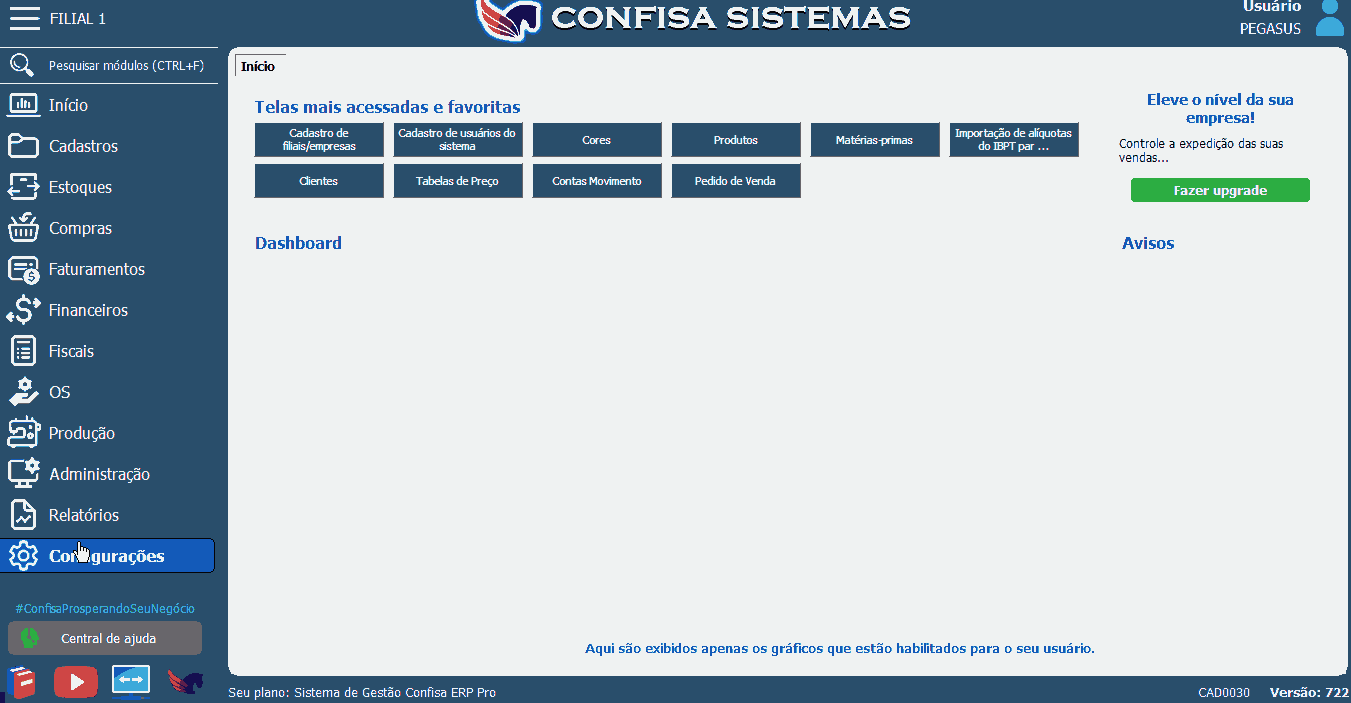 FILIAL 1
CONFISA SISTEMAS
Usuário
PEGASUS
Pesquisar módulos (CTRL+F)
Início
Cadastros
Estoques
Compras
Faturamentos
Financeiros
Fiscais
OS
Produção
Administração
Relatórios
Configurações
#ConfisaProsperandoSeuNegócio
Central de ajuda
Início
Telas mais acessadas e favoritas
Cadastro de
filiais/empresas
Cadastro de usuários do
sistema
Cores
Produtos
Matérias-primas
Importação de alíquotas
do IBPT par ...
Clientes
Tabelas de Preço
Contas Movimento
Pedido de Venda
Eleve o nível da sua
empresa!
Controle a expedição das suas
vendas...
Fazer upgrade
Dashboard
Avisos
Aqui são exibidos apenas os gráficos que estão habilitados para o seu usuário.
Seu plano: Sistema de Gestão Confisa ERP Pro
CAD0030
Versão: 722